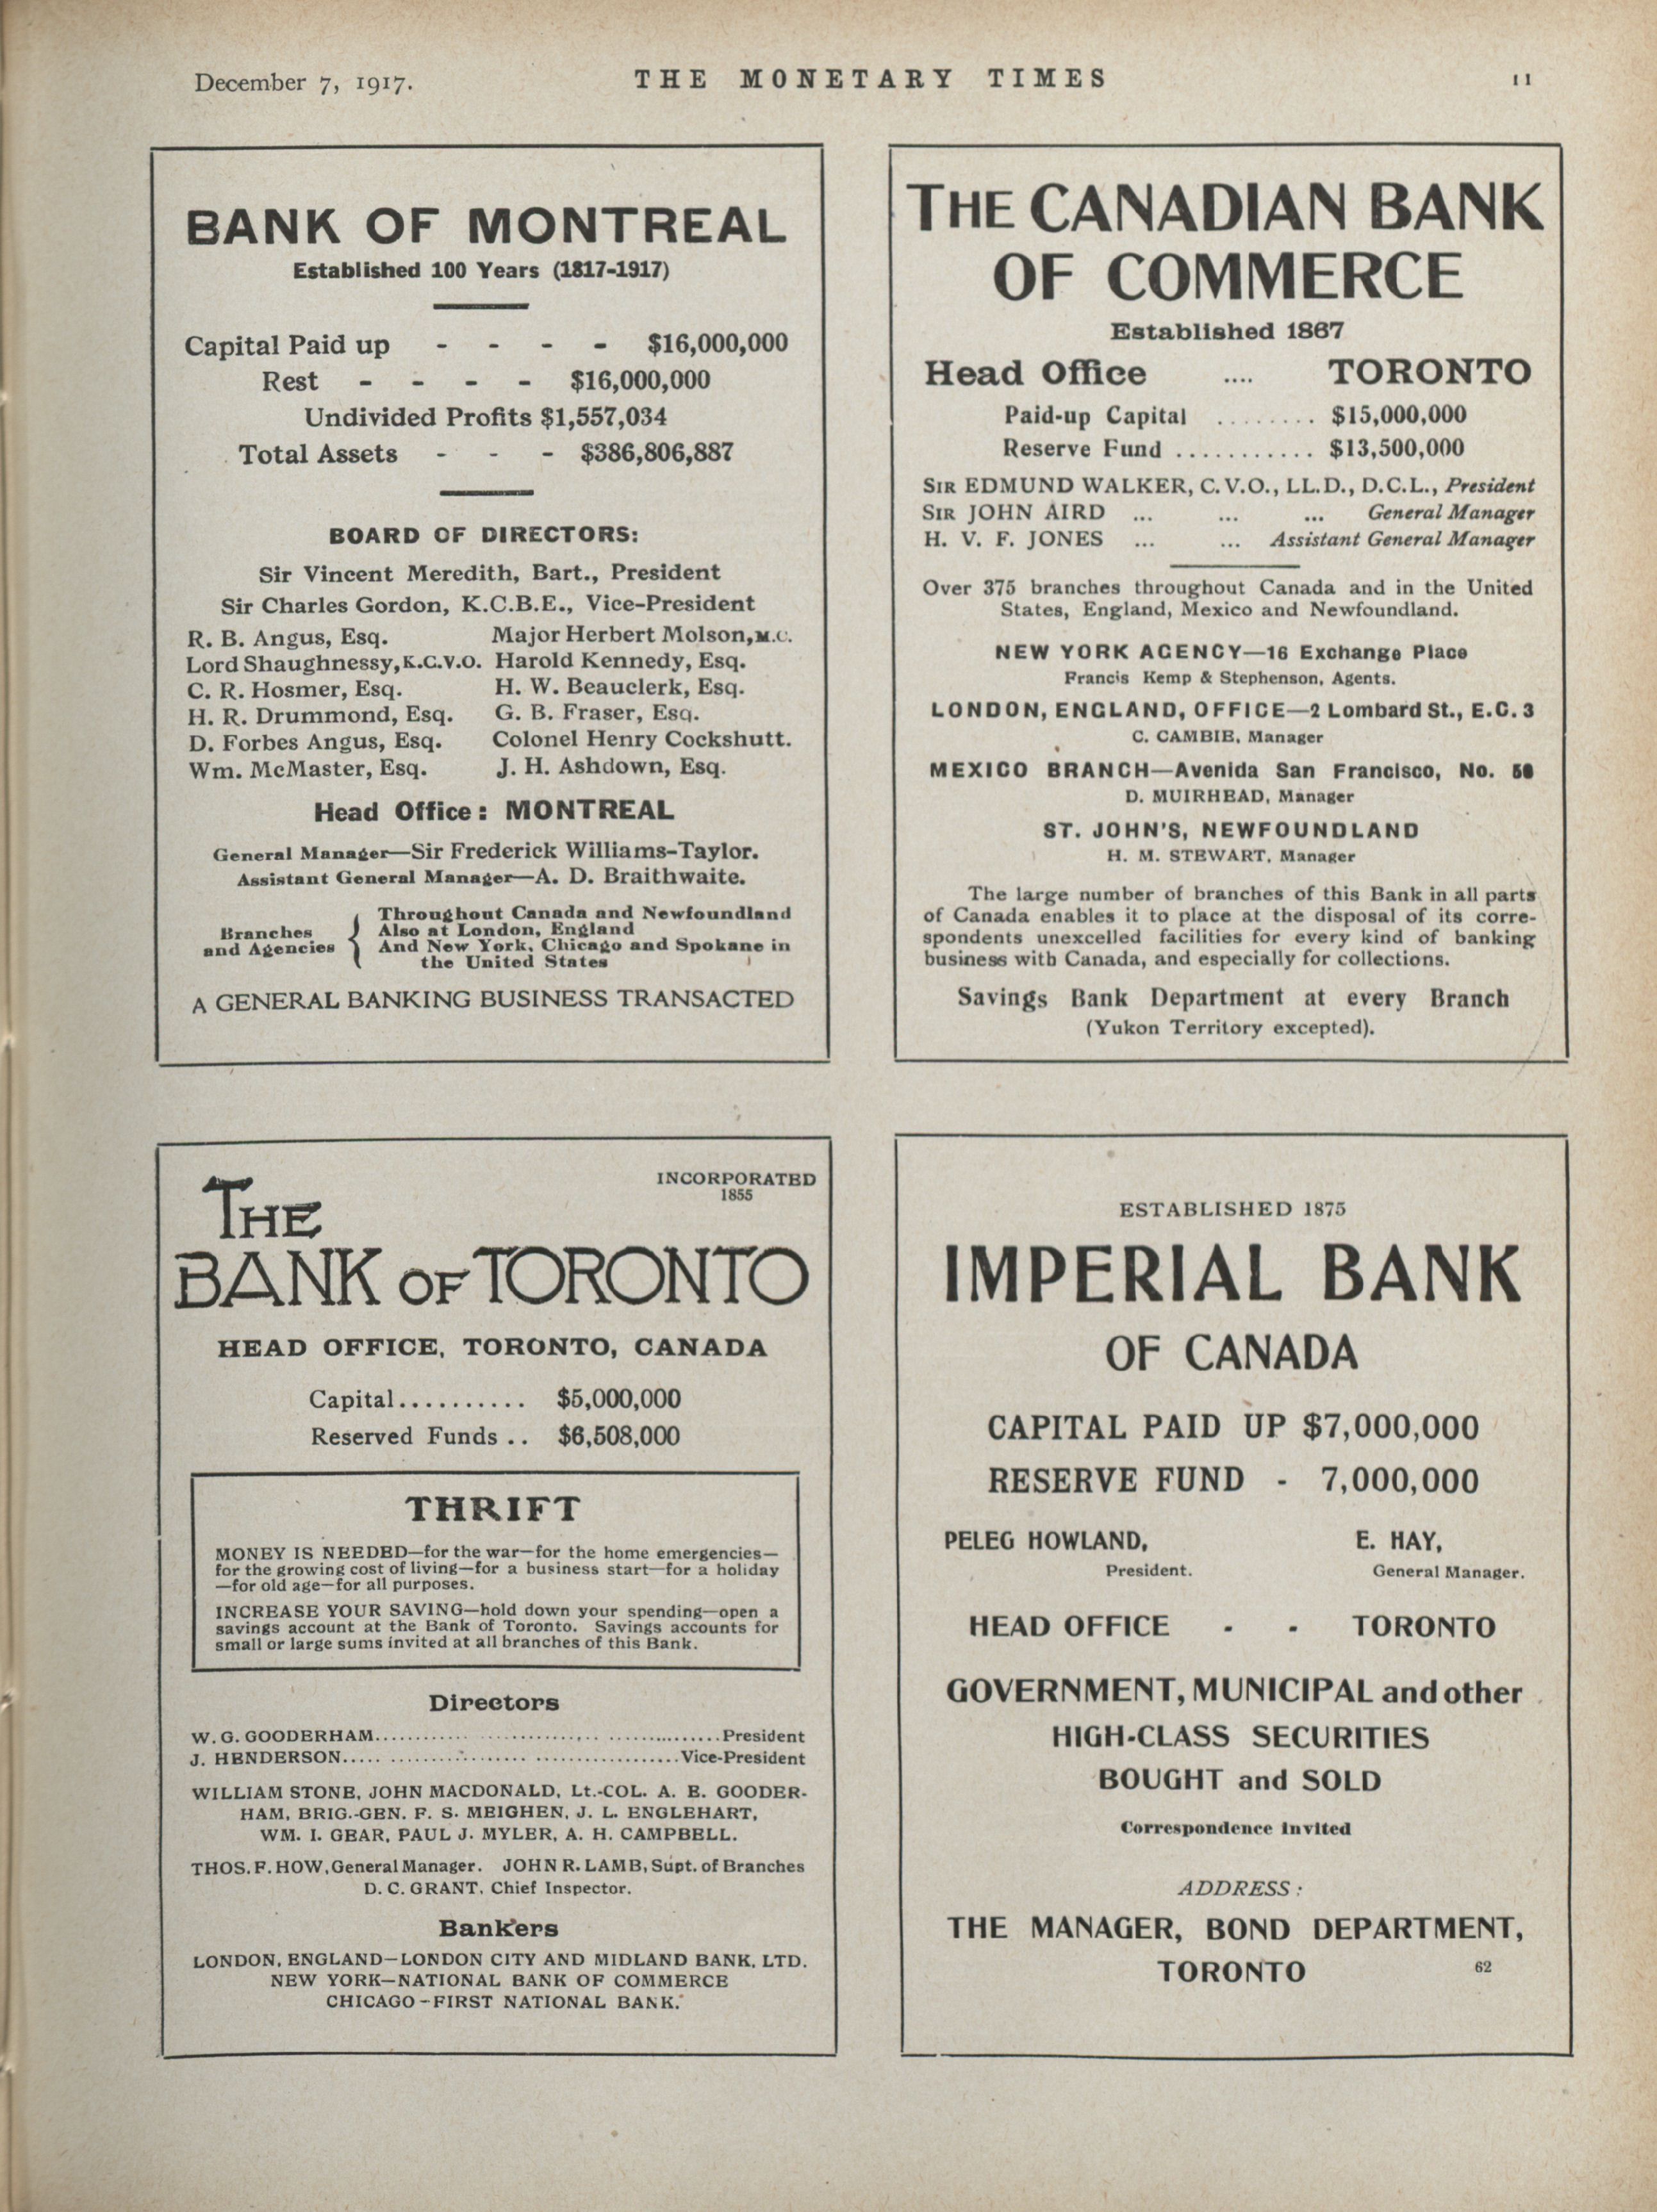 December 7, 1917.
THE MONETARY TIMES
11
BANK OF MONTREAL
Established 100 Years (1817-1917)
Capital Paid up - - - - $16,000,000
Rest - - - - $16,000,000
Undivided Profits $1,557,034
Total Assets - - - $386,806,887
BOARD OF DIRECTORS:
Sir Vincent Meredith, Bart., President
Sir Charles Gordon, K.C.B.E., Vice-President
R. B. Angus, Esq. Major Herbert Molson, M.C.
Lord Shaughnessy, K.C.V.O. Harold Kennedy, Esq.
C. R. Hosmer, Esq. H. W. Beauclerk, Esq.
H. R. Drummond, Esq. G. B. Fraser, Esq.
D. Forbes Angus, Esq. Colonel Henry Cockshutt.
Wm. McMaster, Esq. J. H. Ashdown, Esq.
Head Office: MONTREAL
General Manager—Sir Frederick Williams-Taylor.
Assistant General Manager—A. D. Braithwaite.
Branches and Agencies
Throughout Canada and Newfoundland
Also at London, England
And New York, Chicago and Spokane in
the United States
A GENERAL BANKING BUSINESS TRANSACTED
THE CANADIAN BANK
OF COMMERCE
Established 1867
Head Office .... TORONTO
Paid-up Capital ........ $15,000,000
Reserve Fund ........... $13,500,000
SIR EDMUND WALKER, C.V.O., LL.D., D.C.L., President
SIR JOHN AIRD ... ... ... General Manager
H. V. F. JONES ... ... Assistant General Manager
Over 375 branches throughout Canada and in the United
States, England, Mexico and Newfoundland.
NEW YORK AGENCY—16 Exchange Place
Francis Kemp & Stephenson, Agents.
LONDON, ENGLAND, OFFICE—2 Lombard St., E.C. 3
C. CAMBIE, Manager
MEXICO BRANCH—Avenida San Francisco, No.
D. MUIRHEAD, Manager
ST. JOHN'S, NEWFOUNDLAND
H. M. STEWART, Manager
The large number of branches of this Bank in all parts
of Canada enables it to place at the disposal of its corre-
spondents unexcelled facilities for every kind of banking
business with Canada, and especially for collections.
Savings Bank Department at every Branch
(Yukon Territory excepted).
INCORPORATED
1855
THE
BANK OF TORONTO
HEAD OFFICE, TORONTO, CANADA
Capital.......... $5,000,000
Reserved Funds .. $6,508,000
THRIFT
MONEY IS NEEDED—for the war—for the home emergencies—
for the growing cost of living—for a business start—for a holiday
—for old age—for all purposes.
INCREASE YOUR SAVING—hold down your spending—open a
savings account at the Bank of Toronto. Savings accounts for
small or large sums invited at all branches of this Bank.
Directors
W. G. GOODERHAM........................................President
J. HENDERSON........................................Vice-President
WILLIAM STONE, JOHN MACDONALD, Lt.-COL. A. E. GOODER-
HAM, BRIG.-GEN. F. S. MEIGHEN, J. L. ENGLEHART,
WM. I. GEAR, PAUL J. MYLER, A. H. CAMPBELL.
THOS. F. HOW, General Manager. JOHN R. LAMB, Supt. of Branches
D. C. GRANT, Chief Inspector.
Bankers
LONDON, ENGLAND—LONDON CITY AND MIDLAND BANK, LTD.
NEW YORK—NATIONAL BANK OF COMMERCE
CHICAGO—FIRST NATIONAL BANK.
ESTABLISHED 1875
IMPERIAL BANK
OF CANADA
CAPITAL PAID UP $7,000,000
RESERVE FUND - 7,000,000
PELEG HOWLAND, E. HAY,
President. General Manager.
HEAD OFFICE - - TORONTO
GOVERNMENT, MUNICIPAL and other
HIGH-CLASS SECURITIES
BOUGHT and SOLD
Correspondence Invited
ADDRESS:
THE MANAGER, BOND DEPARTMENT,
TORONTO 62